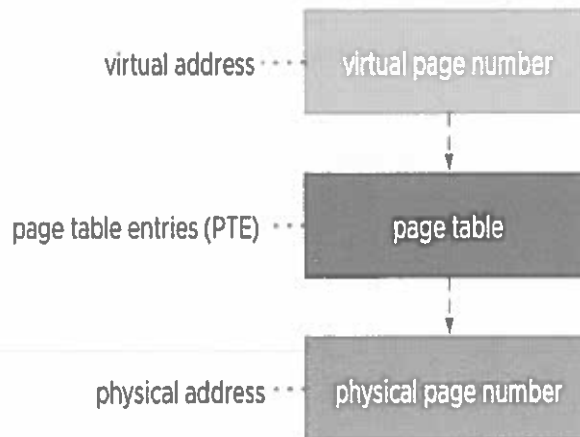 virtual address
virtual page number
page table entries (PTE)
page table
physical address
physical page number